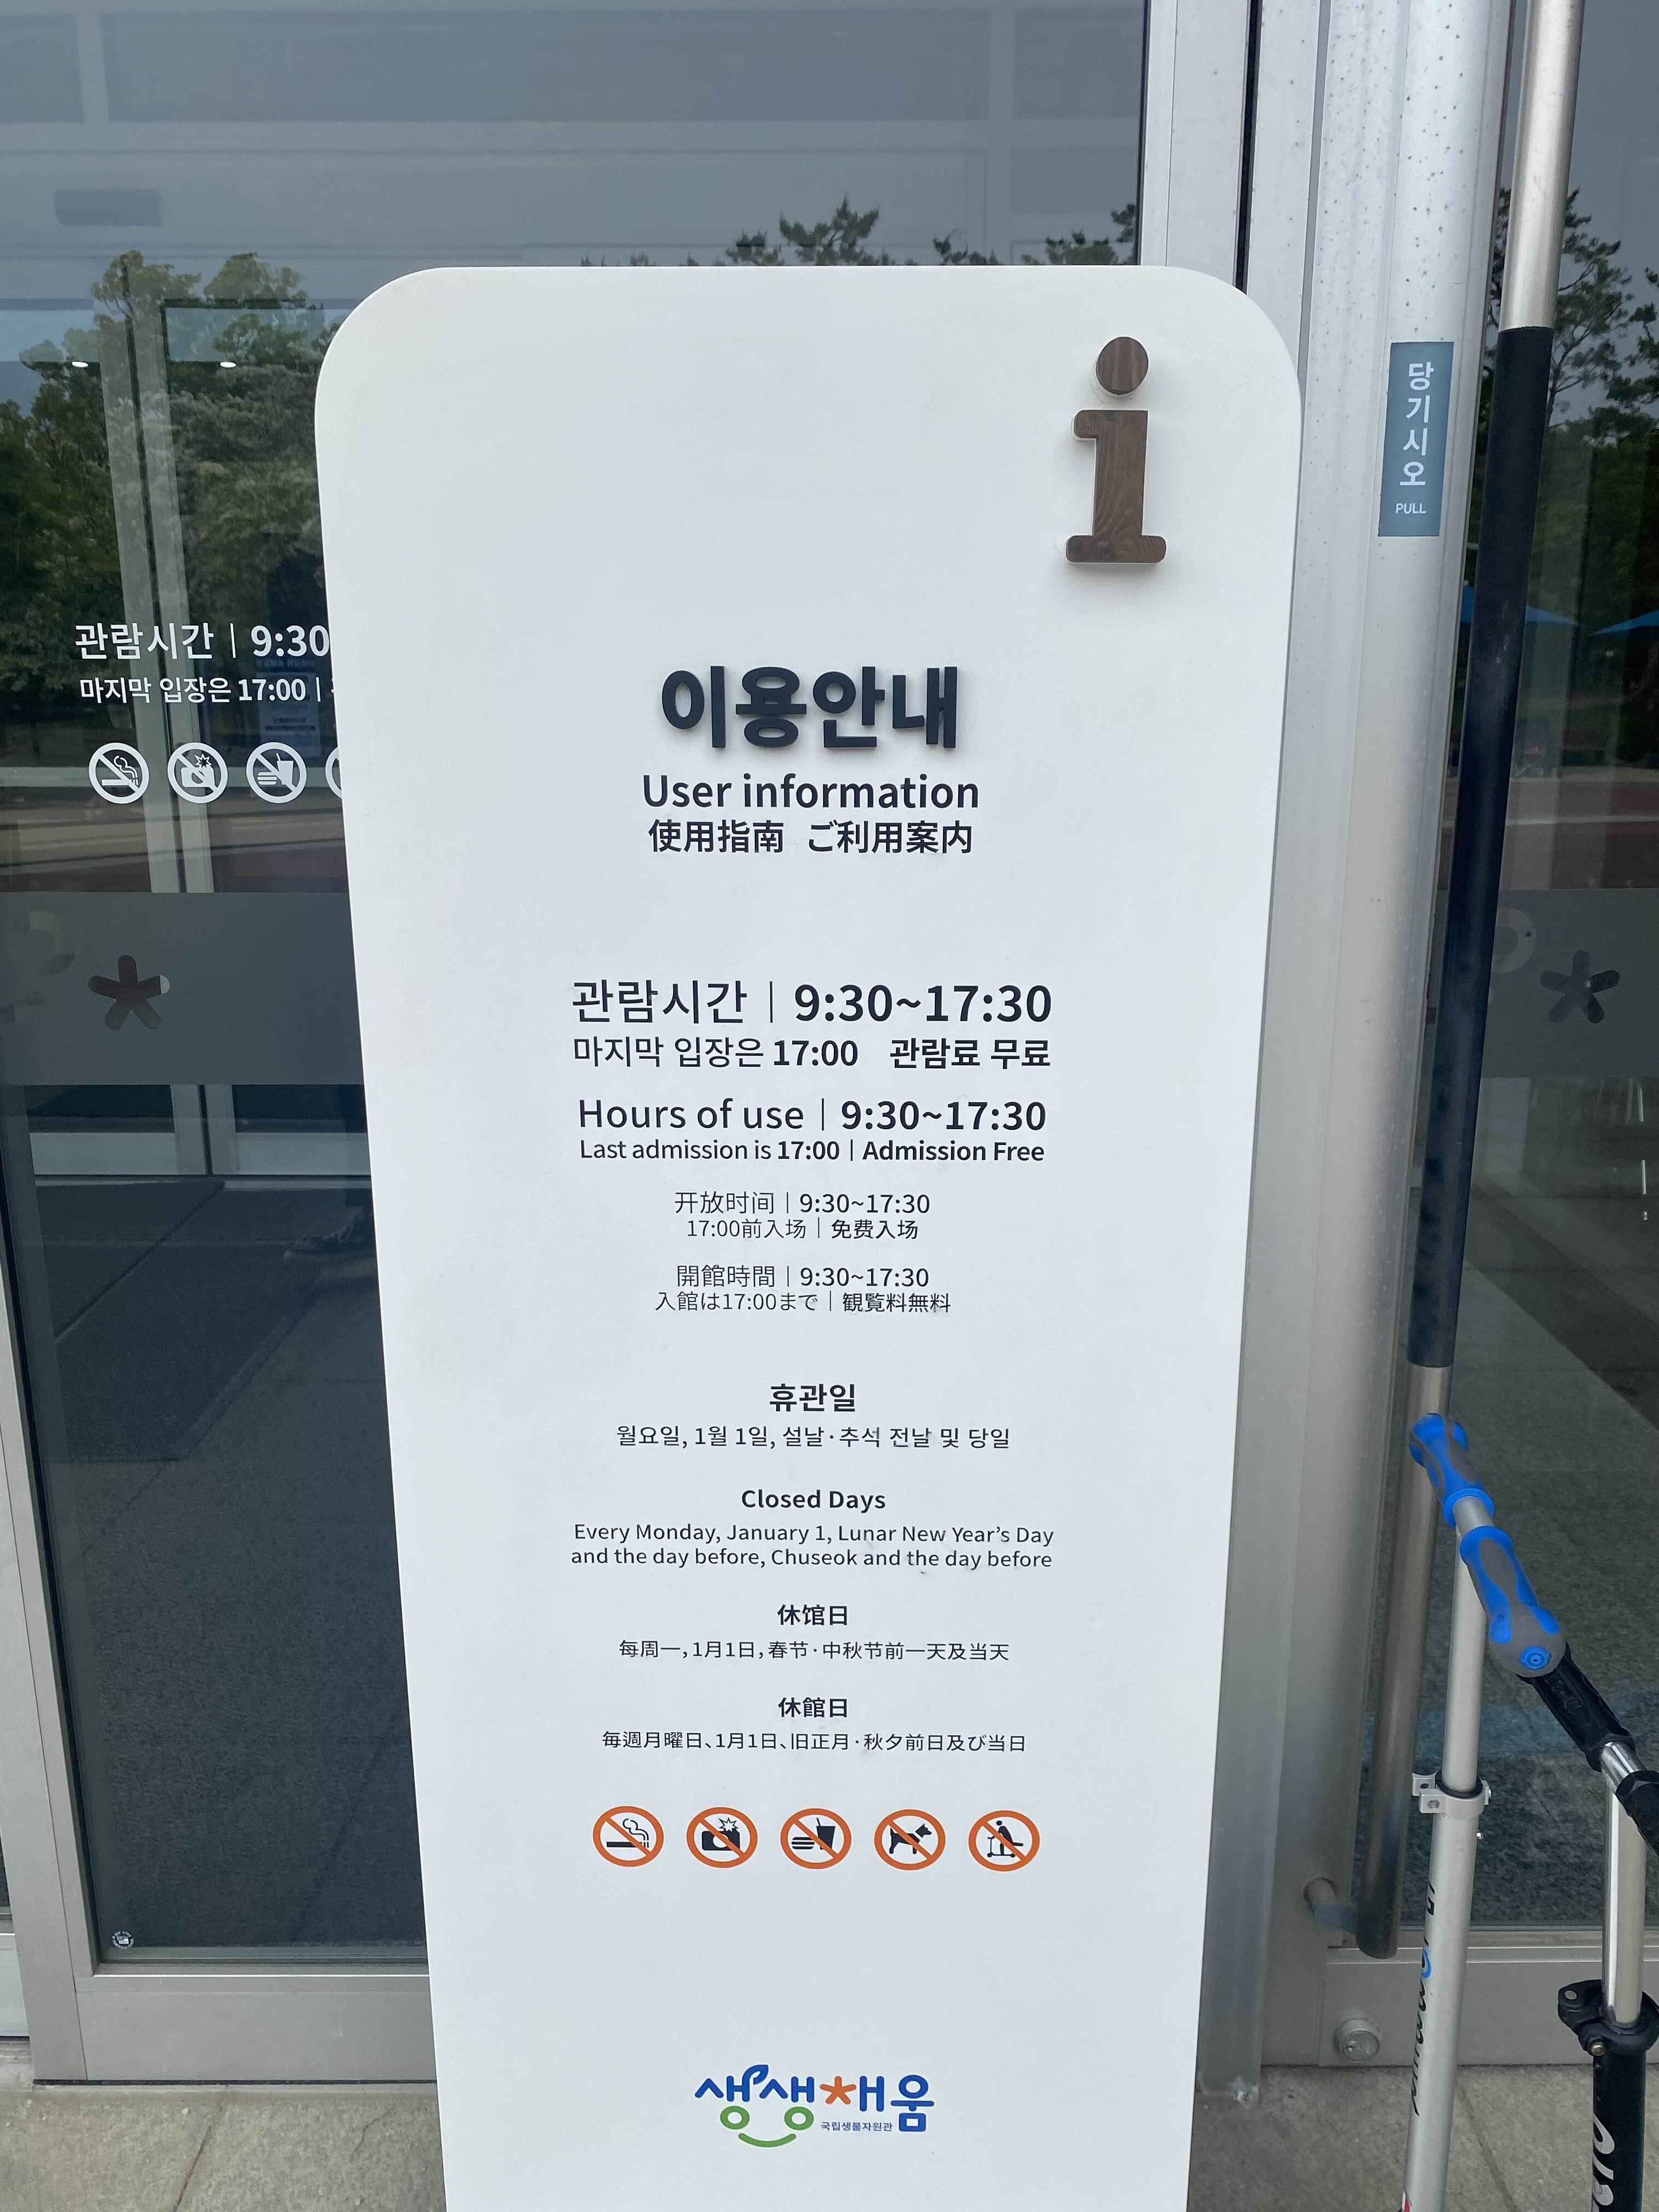 관람시간 | 9:30
마지막 입장은 17:00 |
당기시오
PULL
이용안내
User information
使用指南 ご利用案内
관람시간 | 9:30~17:30
마지막 입장은 17:00 관람료 무료
Hours of use | 9:30~17:30
Last admission is 17:00 | Admission Free
开放时间 | 9:30~17:30
17:00前入场 | 免费入场
開館時間 | 9:30~17:30
入館は17:00まで | 観覧料無料
휴관일
월요일, 1월 1일, 설날·추석 전날 및 당일
Closed Days
Every Monday, January 1, Lunar New Year's Day
and the day before, Chuseok and the day before
休馆日
每周一, 1月1日, 春节·中秋节前一天及当天
休館日
毎週月曜日、1月1日、旧正月·秋夕前日及び当日
생생채움
국립생물자원관